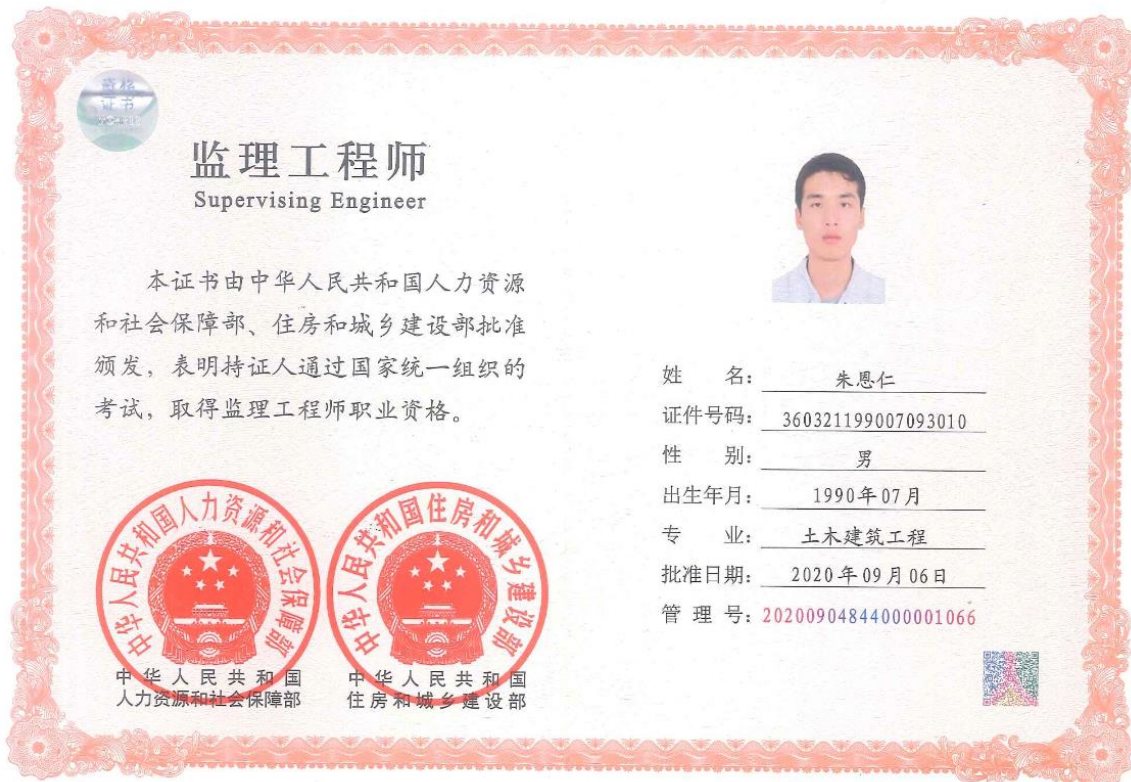 资格
证书
监理工程师
Supervising Engineer
本证书由中华人民共和国人力资源
和社会保障部、住房和城乡建设部批准
颁发，表明持证人通过国家统一组织的
考试，取得监理工程师职业资格。
中华人民共和国人力资源和社会保障部
中华人民共和国
人力资源和社会保障部
中华人民共和国住房和城乡建设部
中华人民共和国
住房和城乡建设部
姓 名：朱恩仁
证件号码：360321199007093010
性 别：男
出生年月：1990年07月
专 业：土木建筑工程
批准日期：2020年09月06日
管 理 号：20200904844000001066